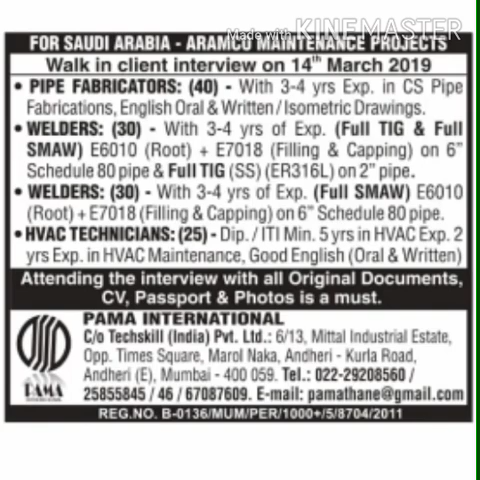 Made with KINEMASTER
FOR SAUDI ARABIA - ARAMCO MAINTENANCE PROJECTS
Walk in client interview on 14th March 2019
• PIPE FABRICATORS: (40) - With 3-4 yrs Exp. in CS Pipe
Fabrications, English Oral & Written / Isometric Drawings.
• WELDERS: (30) - With 3-4 yrs of Exp. (Full TIG & Full
SMAW) E6010 (Root) + E7018 (Filling & Capping) on 6"
Schedule 80 pipe & Full TIG (SS) (ER316L) on 2" pipe.
• WELDERS: (30) - With 3-4 yrs of Exp. (Full SMAW) E6010
(Root) + E7018 (Filling & Capping) on 6" Schedule 80 pipe.
• HVAC TECHNICIANS: (25) - Dip. / ITI Min. 5 yrs in HVAC Exp. 2
yrs Exp. in HVAC Maintenance, Good English (Oral & Written)
Attending the interview with all Original Documents,
CV, Passport & Photos is a must.
PAMA INTERNATIONAL
C/o Techskill (India) Pvt. Ltd.: 6/13, Mittal Industrial Estate,
Opp. Times Square, Marol Naka, Andheri - Kurla Road,
Andheri (E), Mumbai - 400 059. Tel.: 022-29208560 /
25855845 / 46 / 67087609. E-mail: pamathane@gmail.com
PAMA
REG.NO. B-0136/MUM/PER/1000+/5/8704/2011